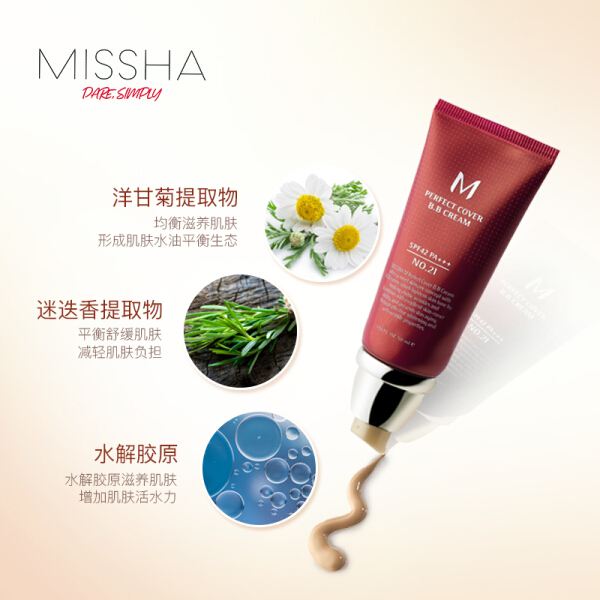 MISSHA
DARE, SIMPLY
洋甘菊提取物
均衡滋养肌肤
形成肌肤水油平衡生态
迷迭香提取物
平衡舒缓肌肤
减轻肌肤负担
水解胶原
水解胶原滋养肌肤
增加肌肤活水力
M
PERFECT COVER
B.B CREAM
SPF42 PA+++
NO.21